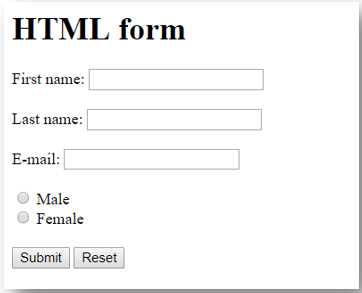 HTML form
First name:
Last name:
E-mail:
Male
Female
Submit Reset